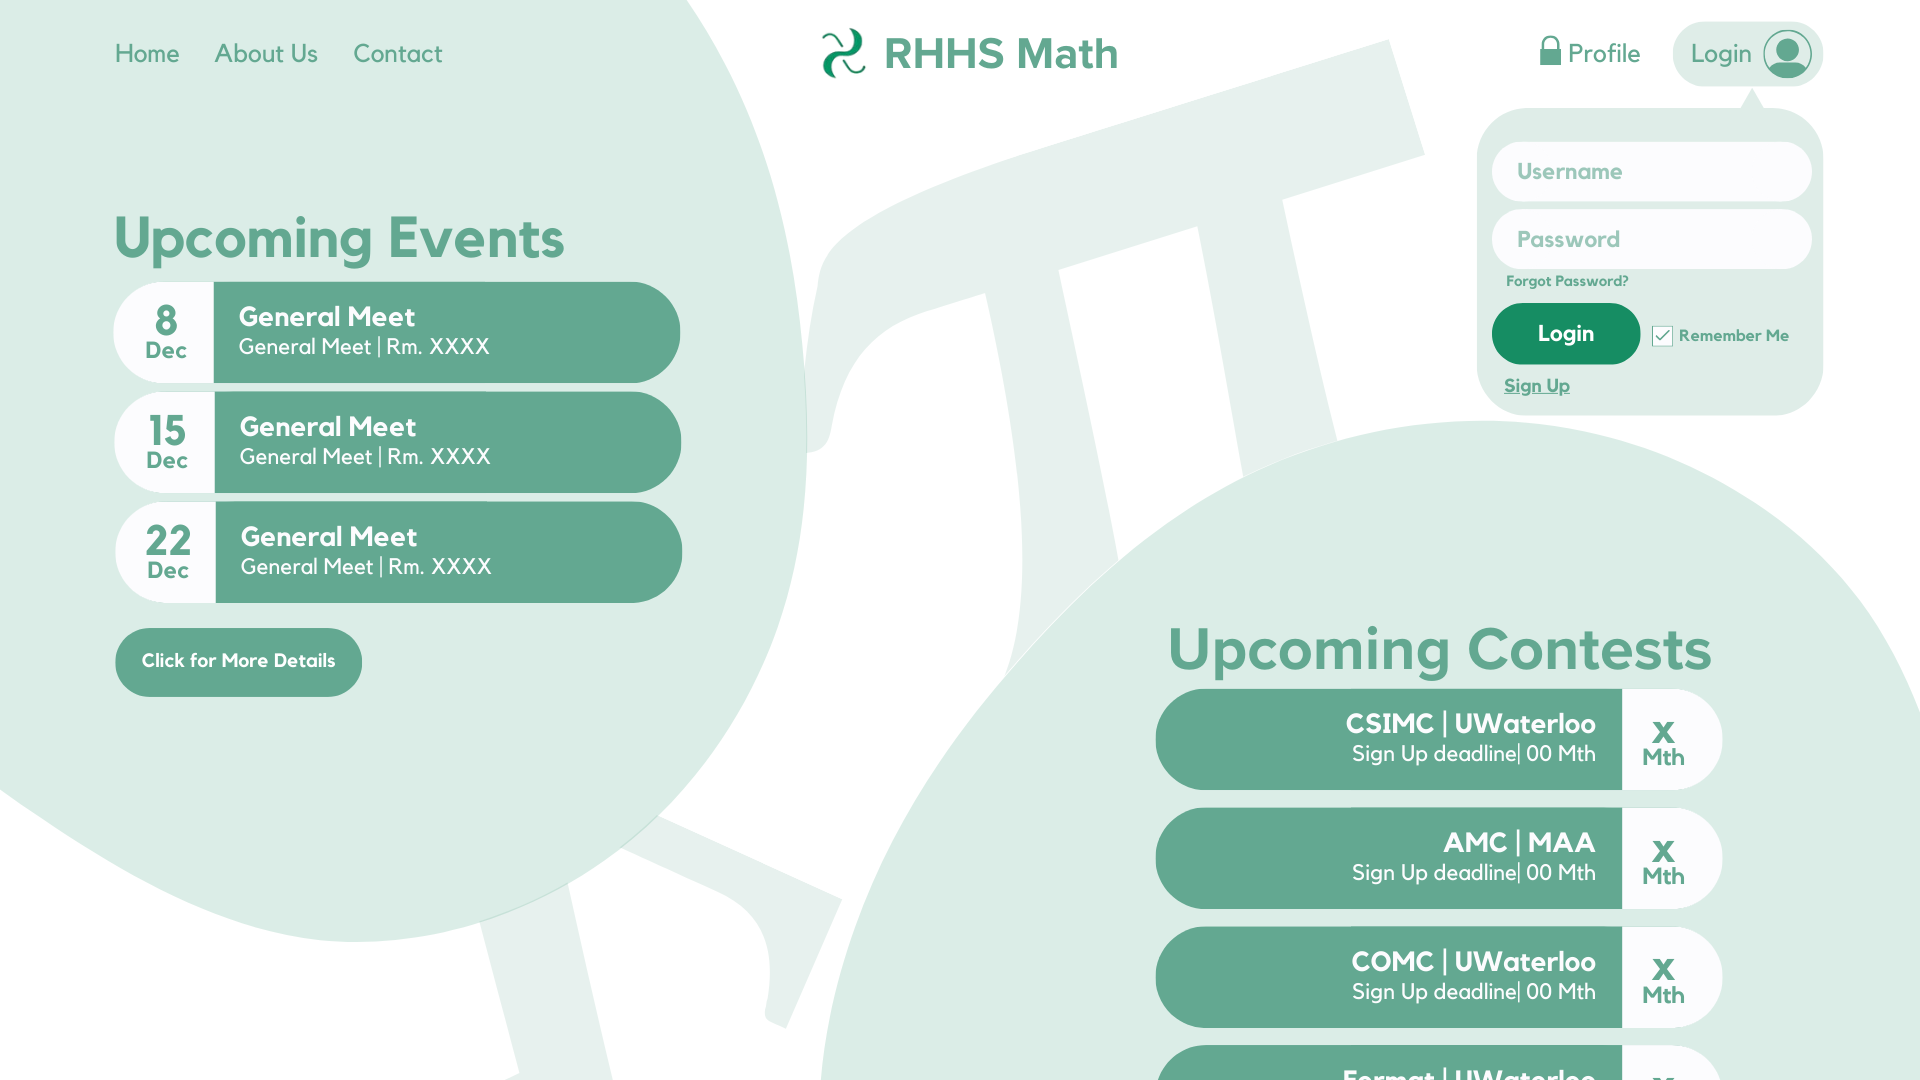 Home
About Us
Contact
RHHS Math
Profile
Login
Username
Password
Forgot Password?
Login
Remember Me
Sign Up
Upcoming Events
8
Dec
General Meet
General Meet | Rm. XXXX
15
Dec
General Meet
General Meet | Rm. XXXX
22
Dec
General Meet
General Meet | Rm. XXXX
Click for More Details
Upcoming Contests
CSIMC | UWaterloo
Sign Up deadline| 00 Mth
X
Mth
AMC | MAA
Sign Up deadline| 00 Mth
X
Mth
COMC | UWaterloo
Sign Up deadline| 00 Mth
X
Mth
Fermat | UWaterloo
X